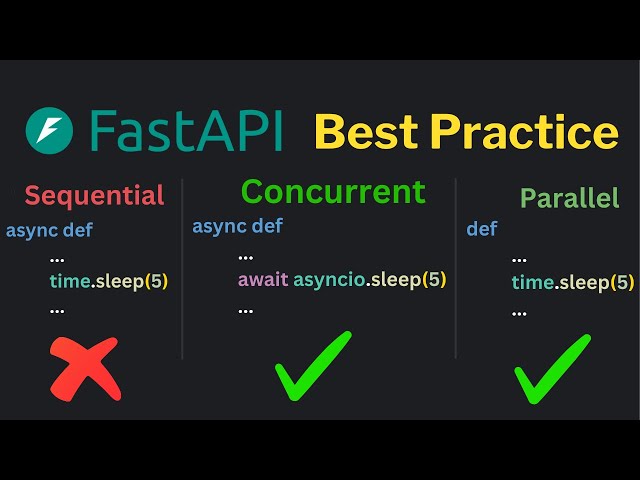 FastAPI Best Practice
Sequential
async def
...
time.sleep(5)
...
Concurrent
async def
...
await asyncio.sleep(5)
...
Parallel
def
...
time.sleep(5)
...